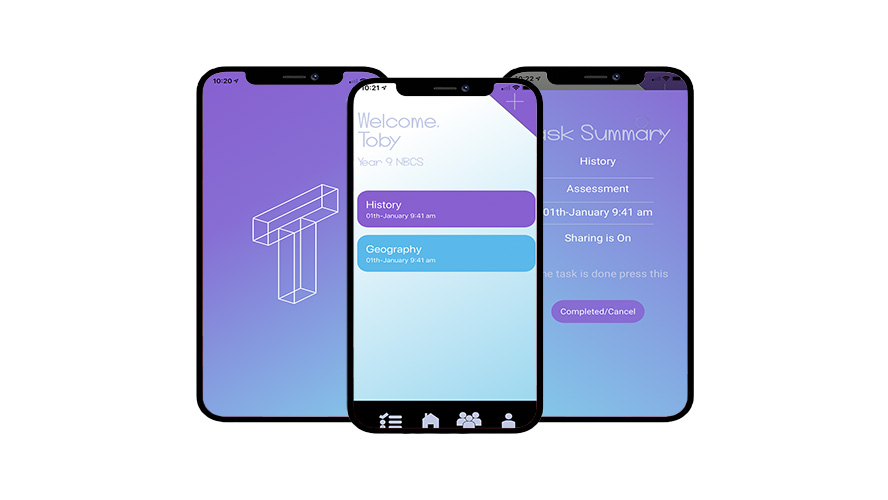 10:20
10:21
Welcome,
Toby
Year 9 NBCS
History
01th-January 9:41 am
Geography
01th-January 9:41 am
10:22
ask Summary
History
Assessment
01th-January 9:41 am
Sharing is On
ne task is done press this
Completed/Cancel